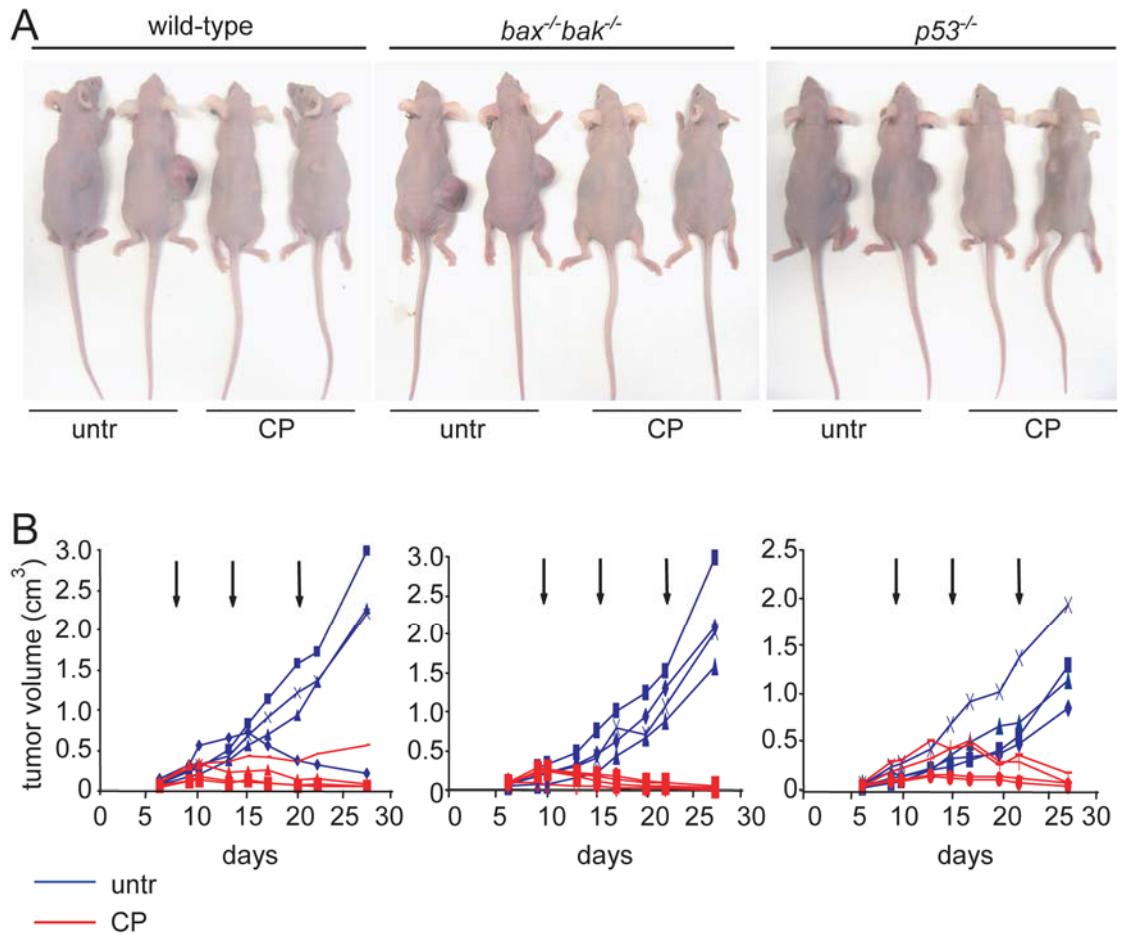 A
wild-type bax-/-bak-/- p53-/-
untr CP untr CP untr CP
B
tumor volume (cm3)
3.0 2.5 2.0 1.5 1.0 0.5 0
0 5 10 15 20 25 30
days
3.0 2.5 2.0 1.5 1.0 0.5 0
0 5 10 15 20 25 30
days
2.5 2.0 1.5 1.0 0.5 0
0 5 10 15 20 25 30
days
untr
CP